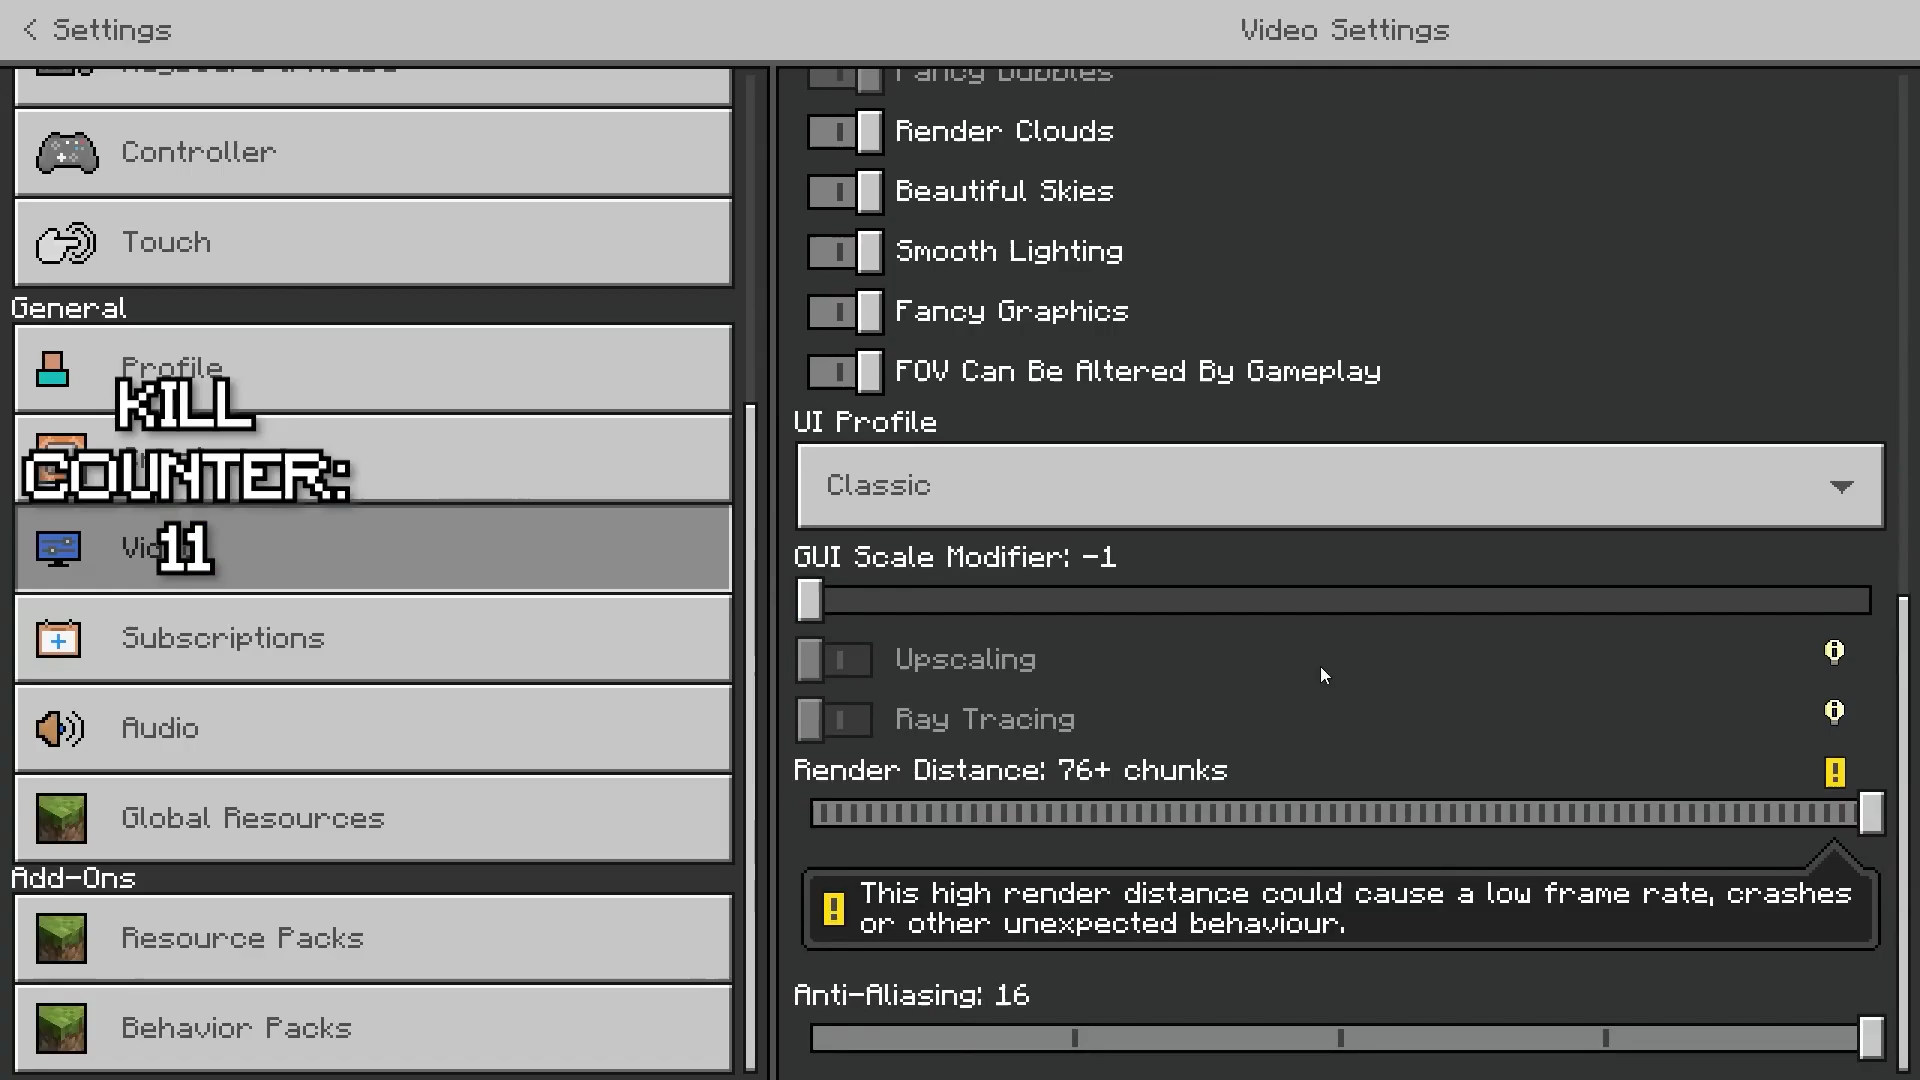 Settings
Video Settings
Controller
Touch
General
Profile
KILL
COUNTER:
11
Subscriptions
Audio
Global Resources
Add-Ons
Resource Packs
Behavior Packs
Fancy Bubbles
Render Clouds
Beautiful Skies
Smooth Lighting
Fancy Graphics
FOV Can Be Altered By Gameplay
UI Profile
Classic
GUI Scale Modifier: -1
Upscaling
Ray Tracing
Render Distance: 76+ chunks
This high render distance could cause a low frame rate, crashes
or other unexpected behaviour.
Anti-Aliasing: 16